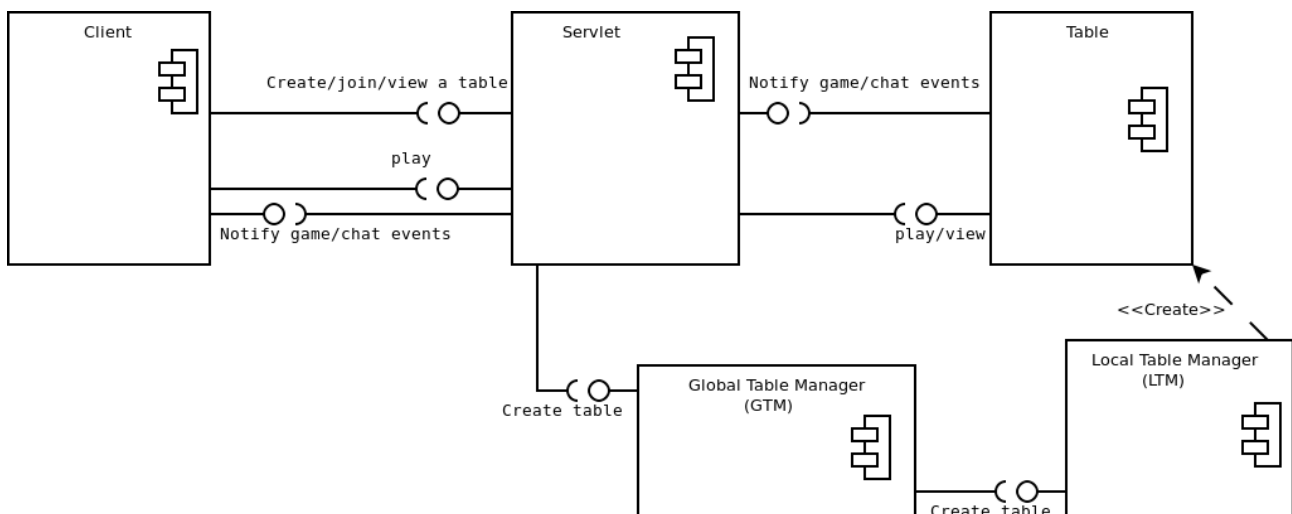 Client
Servlet
Table
Create/join/view a table
Notify game/chat events
play
Notify game/chat events
play/view
<<Create>>
Local Table Manager
(LTM)
Global Table Manager
(GTM)
Create table
Create table